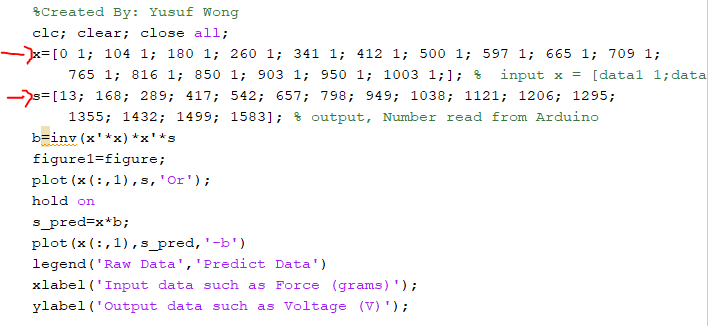 %Created By: Yusuf Wong
clc; clear; close all;
x=[0 1; 104 1; 180 1; 260 1; 341 1; 412 1; 500 1; 597 1; 665 1; 709 1;
765 1; 816 1; 850 1; 903 1; 950 1; 1003 1;]; % input x = [data1 1;data
s=[13; 168; 289; 417; 542; 657; 798; 949; 1038; 1121; 1206; 1295;
1355; 1432; 1499; 1583]; % output, Number read from Arduino
b=inv(x'*x)*x'*s
figure1=figure;
plot(x(:,1),s,'Or');
hold on
s_pred=x*b;
plot(x(:,1),s_pred,'-b')
legend('Raw Data','Predict Data')
xlabel('Input data such as Force (grams)');
ylabel('Output data such as Voltage (V)');